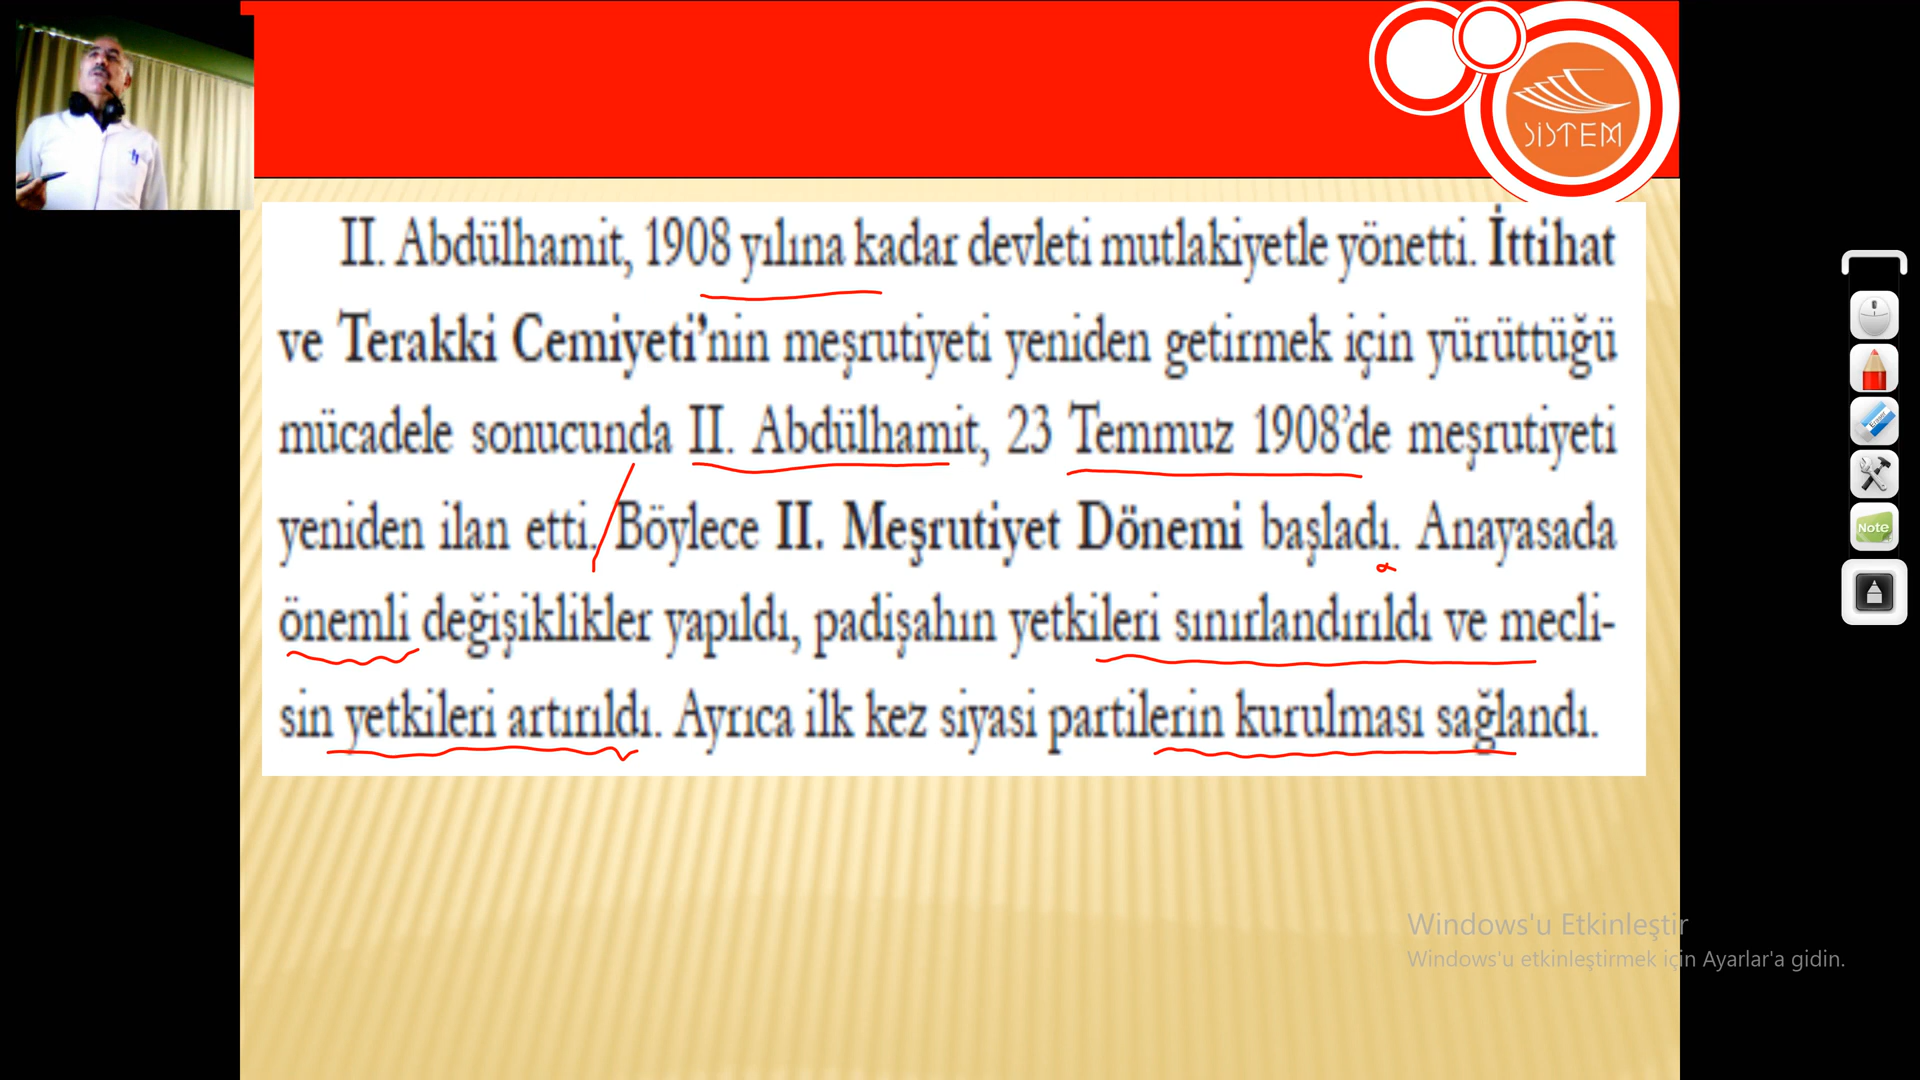 SİSTEM
II. Abdülhamit, 1908 yılına kadar devleti mutlakiyetle yönetti. İttihat
ve Terakki Cemiyeti'nin meşrutiyeti yeniden getirmek için yürüttüğü
mücadele sonucunda II. Abdülhamit, 23 Temmuz 1908'de meşrutiyeti
yeniden ilan etti. Böylece II. Meşrutiyet Dönemi başladı. Anayasada
önemli değişiklikler yapıldı, padişahın yetkileri sınırlandırıldı ve mecli-
sin yetkileri artırıldı. Ayrıca ilk kez siyasi partilerin kurulması sağlandı.
Note
Windows'u Etkinleştir
Windows'u etkinleştirmek için Ayarlar'a gidin.